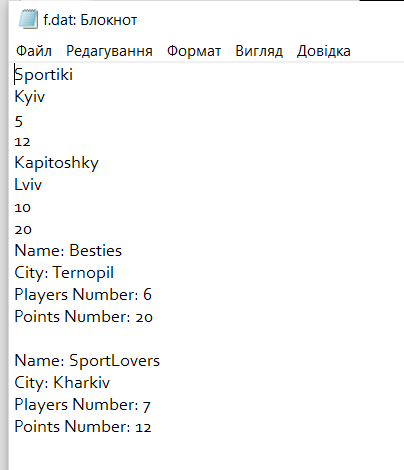 f.dat: Блокнот
Файл Редагування Формат Вигляд Довідка
Sportiki
Kyiv
5
12
Kapitoshky
Lviv
10
20
Name: Besties
City: Ternopil
Players Number: 6
Points Number: 20
Name: SportLovers
City: Kharkiv
Players Number: 7
Points Number: 12